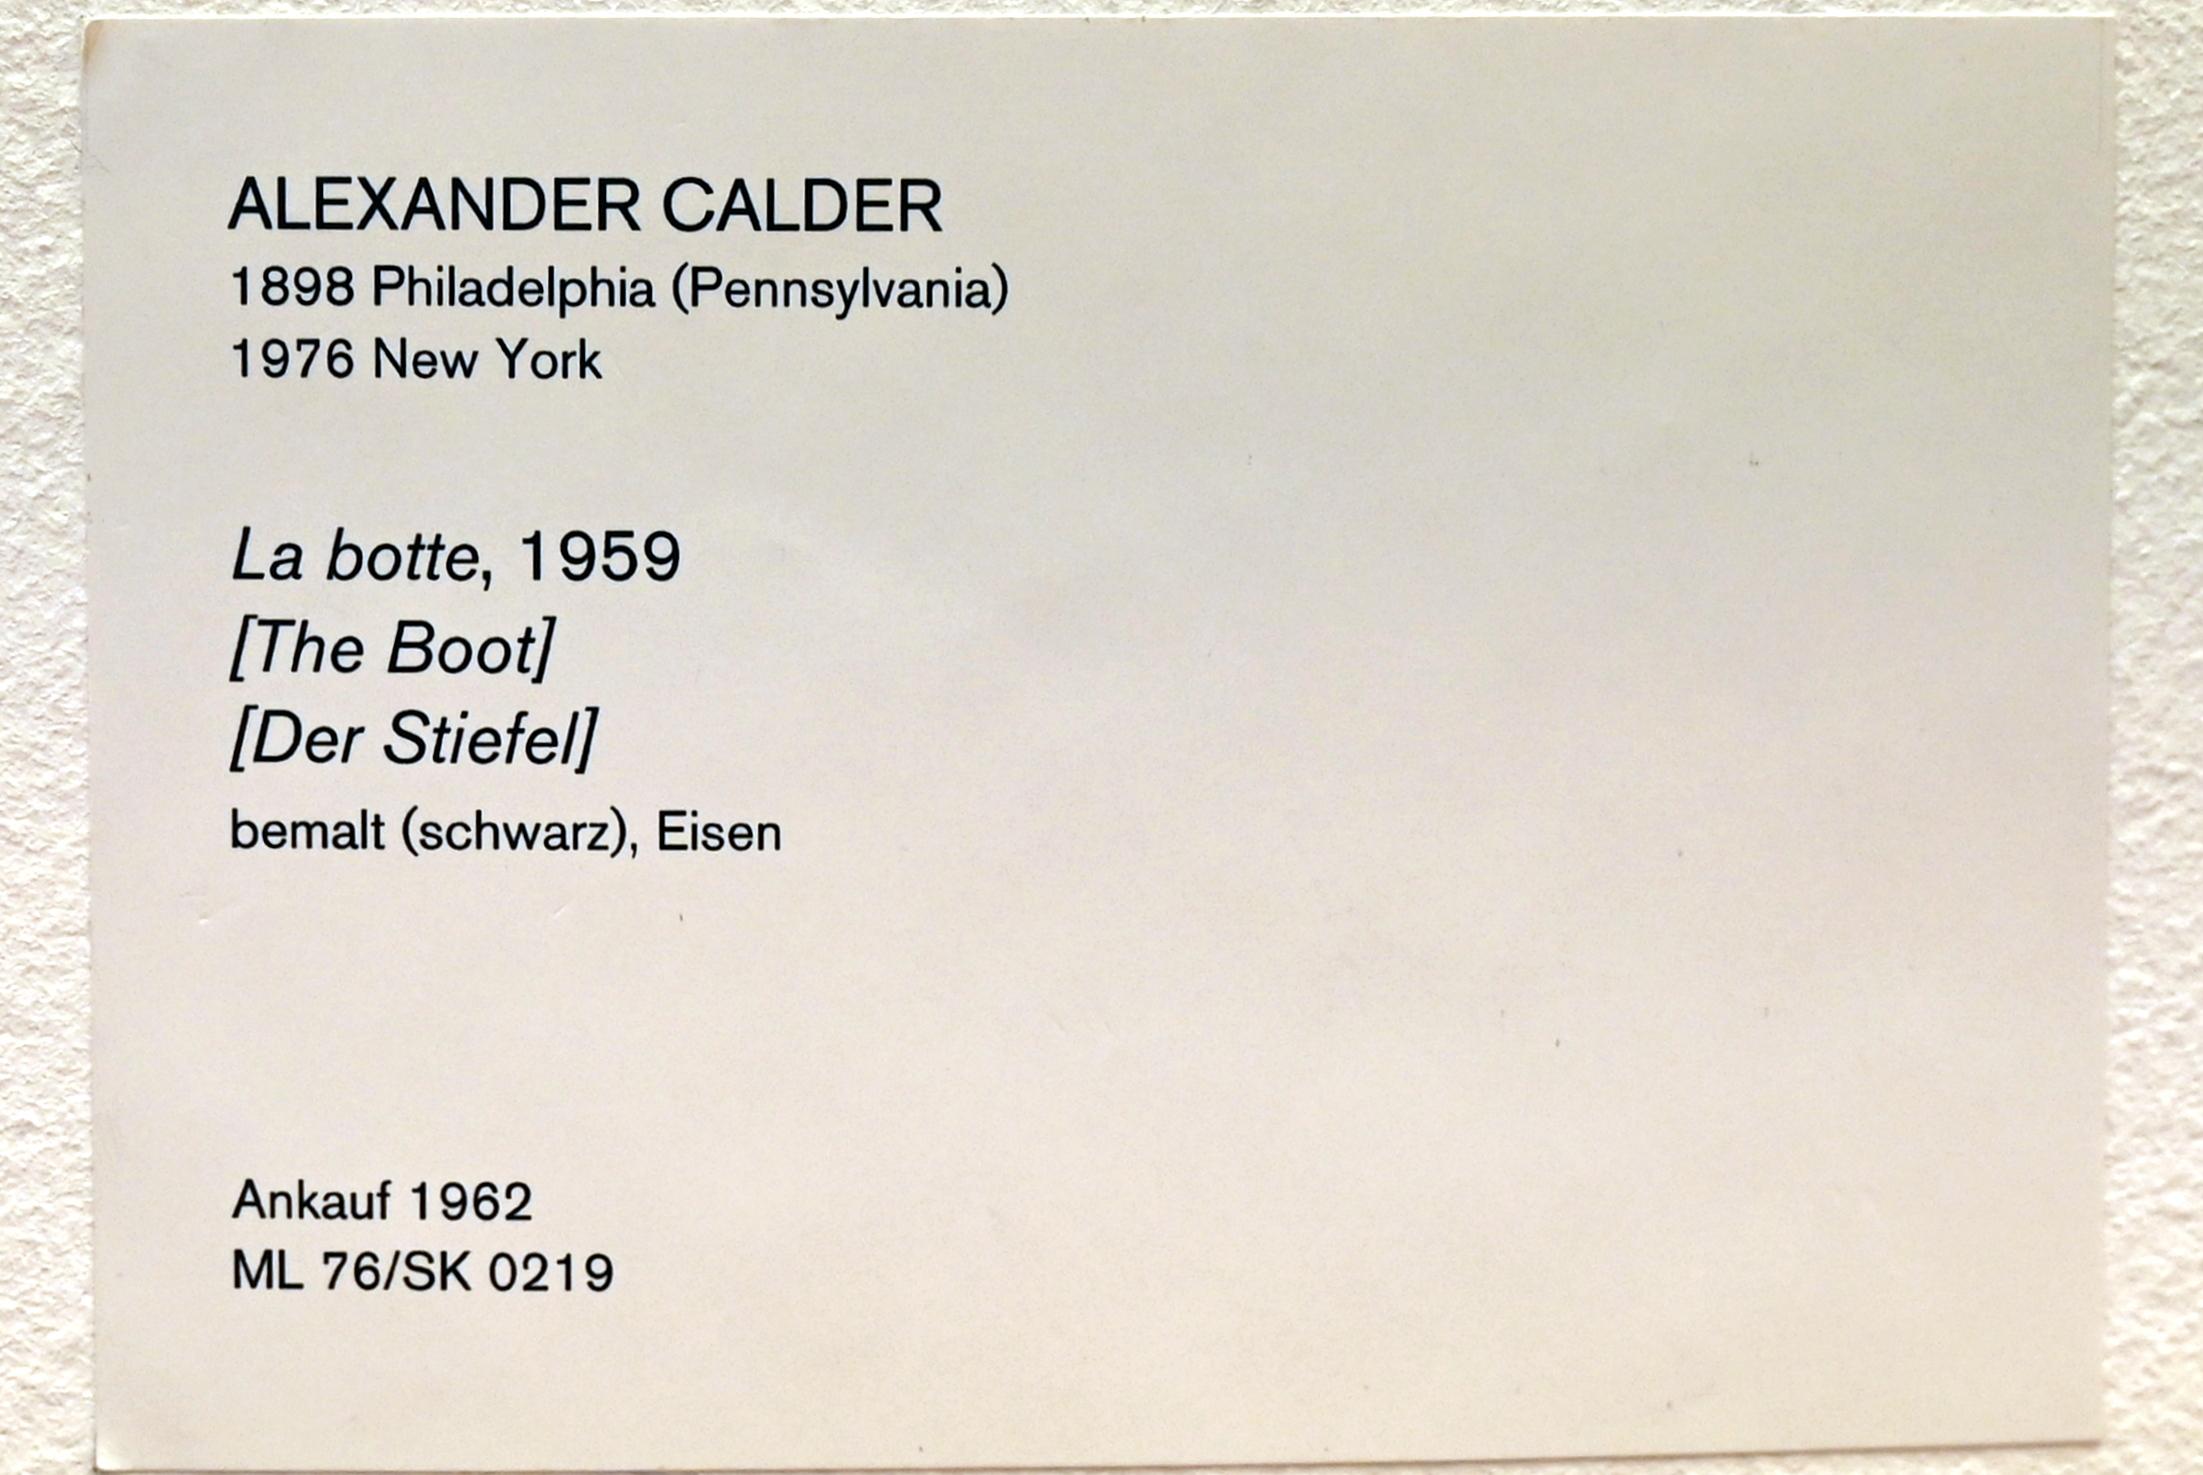 ALEXANDER CALDER
1898 Philadelphia (Pennsylvania)
1976 New York
La botte, 1959
[The Boot]
[Der Stiefel]
bemalt (schwarz), Eisen
Ankauf 1962
ML 76/SK 0219